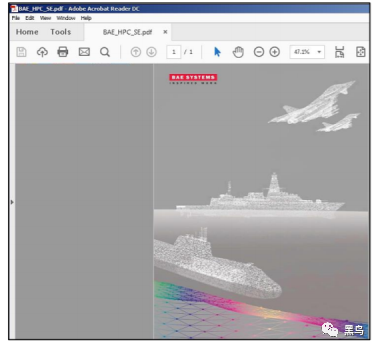 BAE_HPC_SE.pdf - Adobe Acrobat Reader DC
File Edit View Window Help
Home Tools BAE_HPC_SE.pdf ×
1 / 1 47.1%
BAE SYSTEMS
INSPIRED WORK
黑鸟